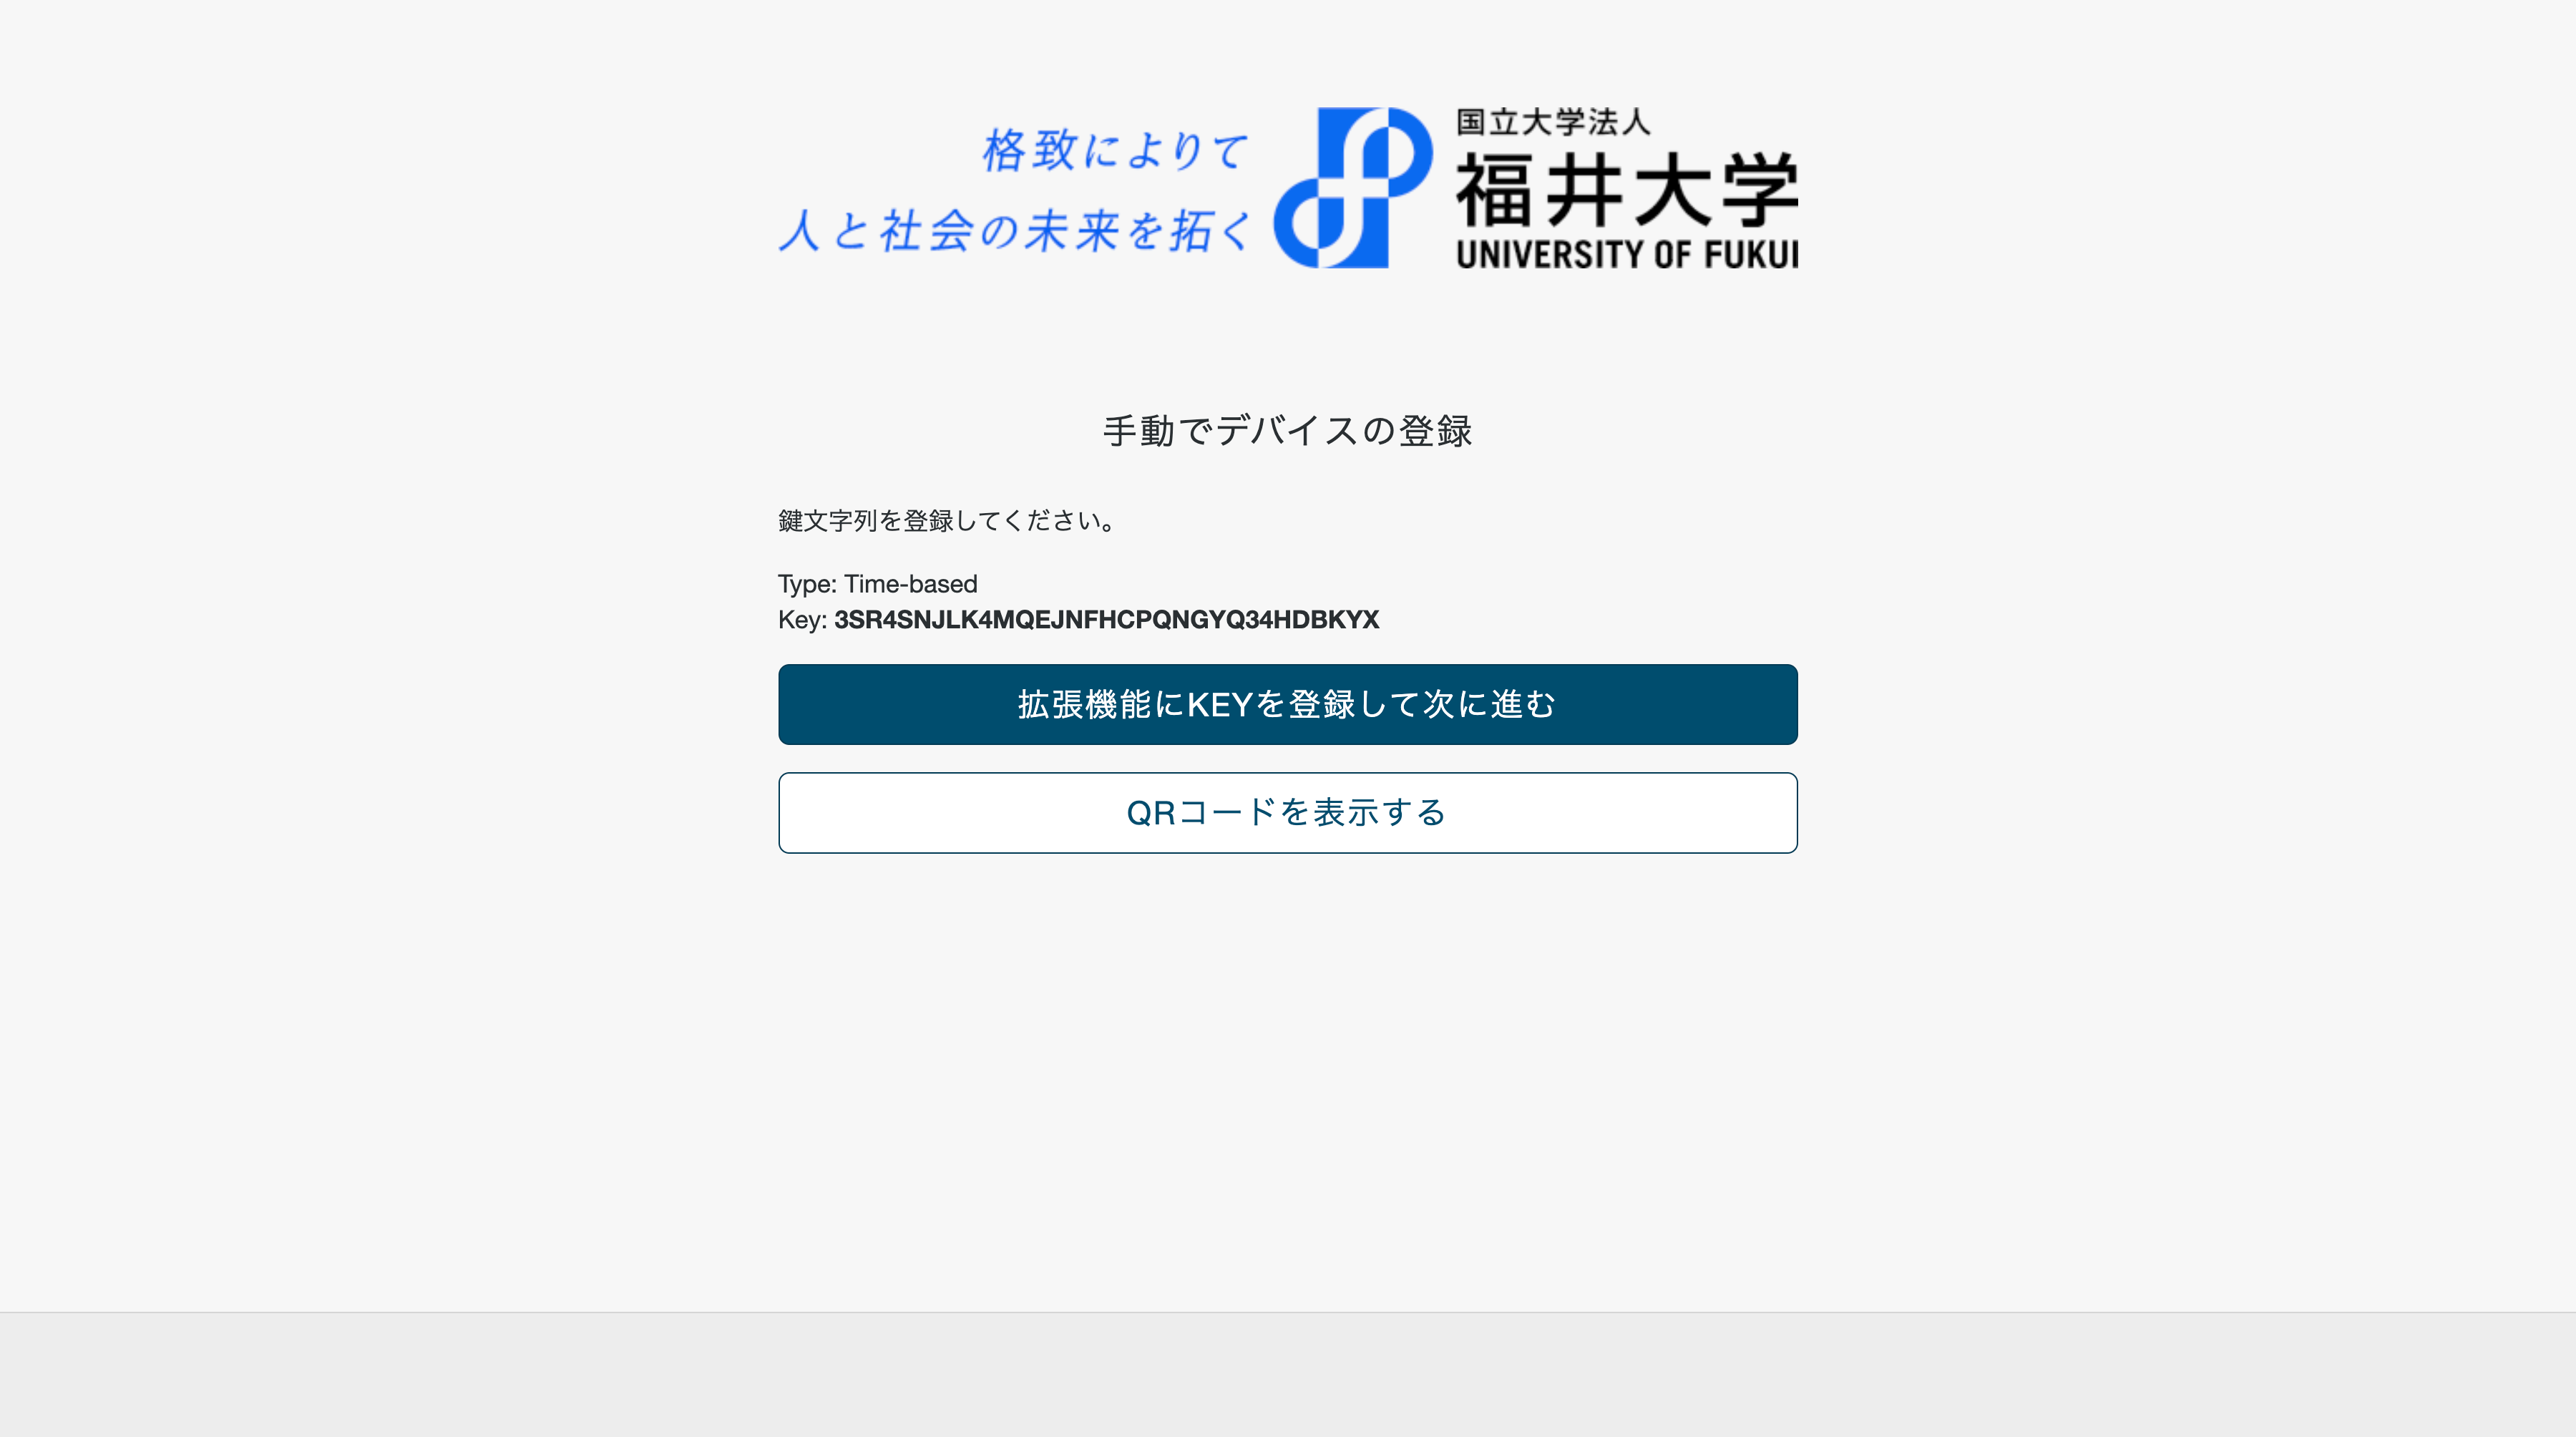 格致によりて
人と社会の未来を拓く
国立大学法人
福井大学
UNIVERSITY OF FUKUI
手動でデバイスの登録
鍵文字列を登録してください。
Type: Time-based
Key: 3SR4SNJLK4MQEJNFHCPQNGYQ34HDBKYX
拡張機能にKEYを登録して次に進む
QRコードを表示する